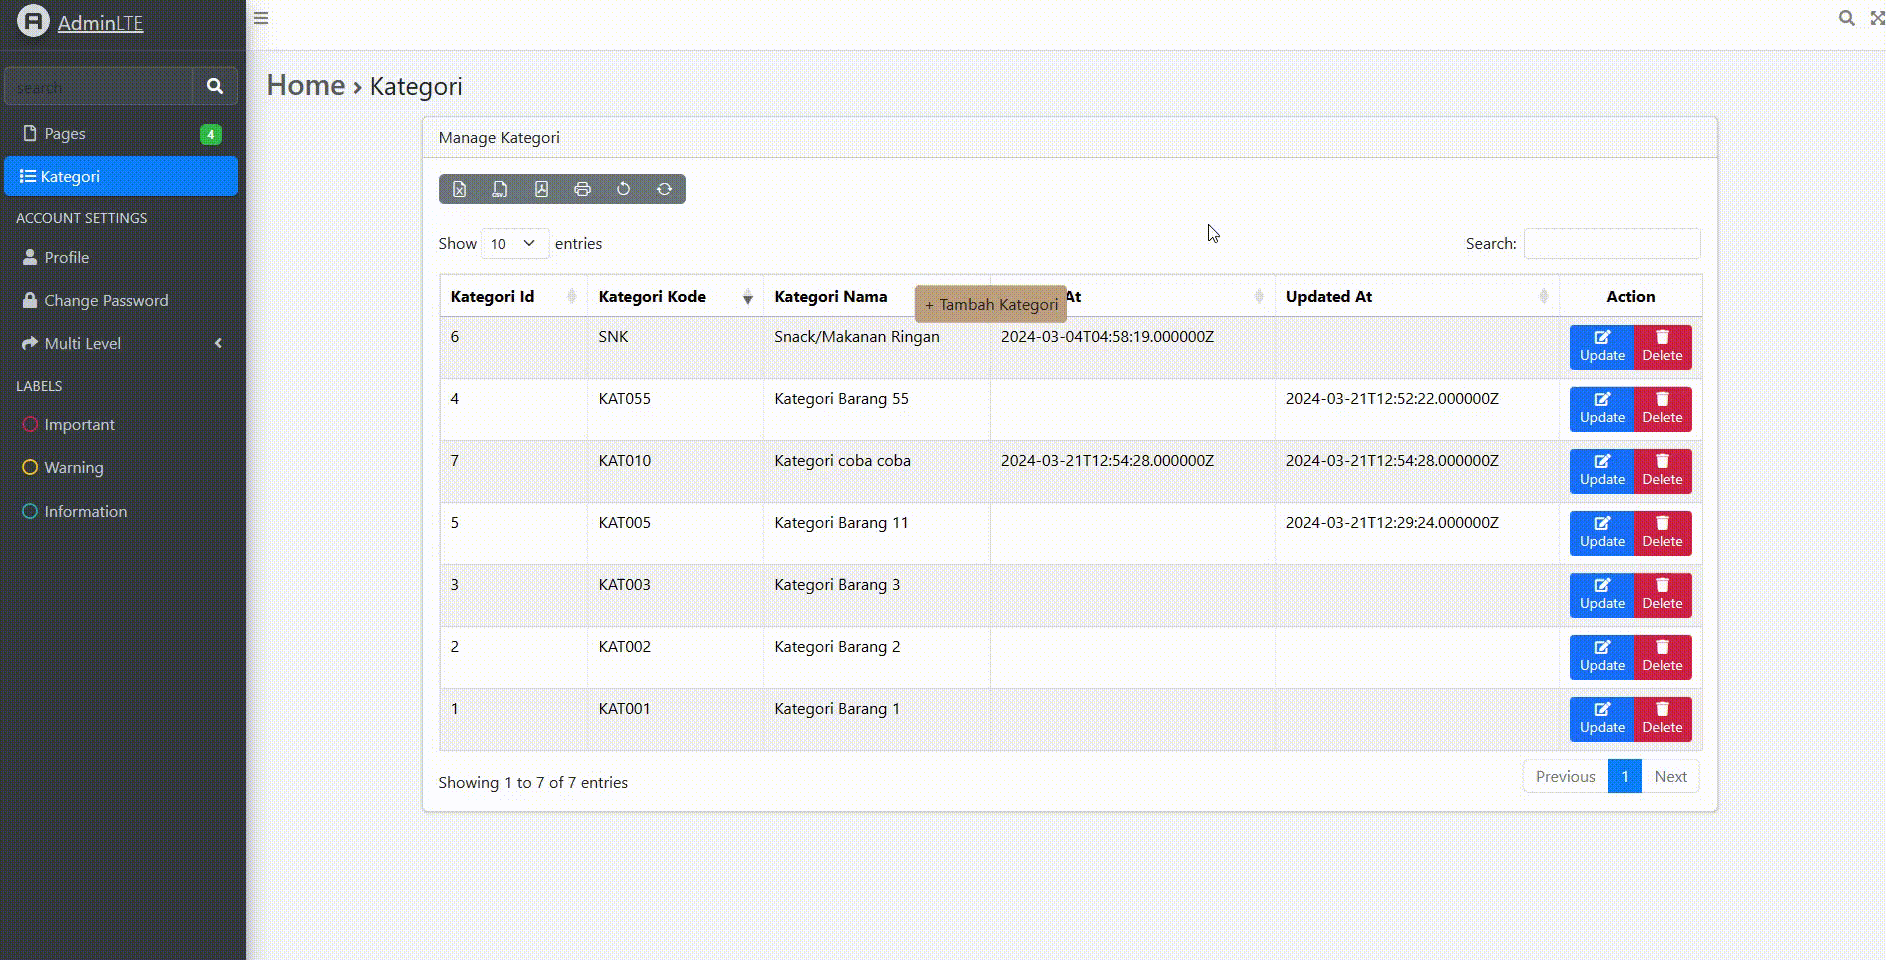 AdminLTE
search
Pages 4
Kategori
ACCOUNT SETTINGS
Profile
Change Password
Multi Level
LABELS
Important
Warning
Information
Home › Kategori
Manage Kategori
Show 10 entries
Search:
Kategori Id Kategori Kode Kategori Nama At Updated At Action
+ Tambah Kategori
6 SNK Snack/Makanan Ringan 2024-03-04T04:58:19.000000Z Update Delete
4 KAT055 Kategori Barang 55 2024-03-21T12:52:22.000000Z Update Delete
7 KAT010 Kategori coba coba 2024-03-21T12:54:28.000000Z 2024-03-21T12:54:28.000000Z Update Delete
5 KAT005 Kategori Barang 11 2024-03-21T12:29:24.000000Z Update Delete
3 KAT003 Kategori Barang 3 Update Delete
2 KAT002 Kategori Barang 2 Update Delete
1 KAT001 Kategori Barang 1 Update Delete
Showing 1 to 7 of 7 entries
Previous 1 Next